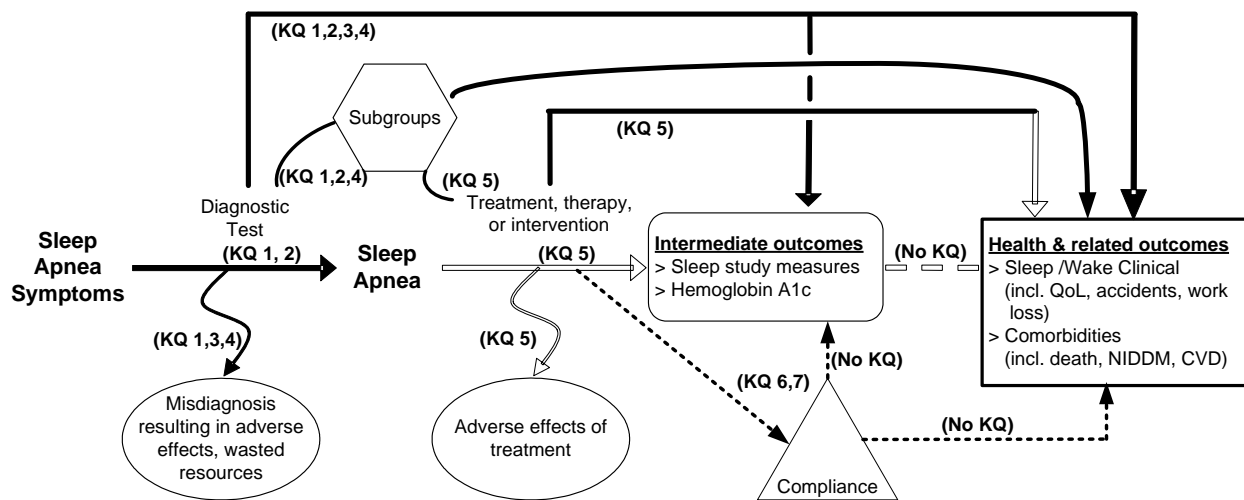 (KQ 1,2,3,4)
Subgroups
(KQ 5)
(KQ 1,2,4)
(KQ 5)
Diagnostic
Test
Treatment, therapy,
or intervention
(KQ 1, 2)
(KQ 5)
Sleep
Apnea
Symptoms
Sleep
Apnea
Intermediate outcomes
> Sleep study measures
> Hemoglobin A1c
(No KQ)
Health & related outcomes
> Sleep /Wake Clinical
(incl. QoL, accidents, work
loss)
> Comorbidities
(incl. death, NIDDM, CVD)
(KQ 1,3,4)
(KQ 5)
(No KQ)
(KQ 6,7)
(No KQ)
Misdiagnosis
resulting in adverse
effects, wasted
resources
Adverse effects of
treatment
Compliance